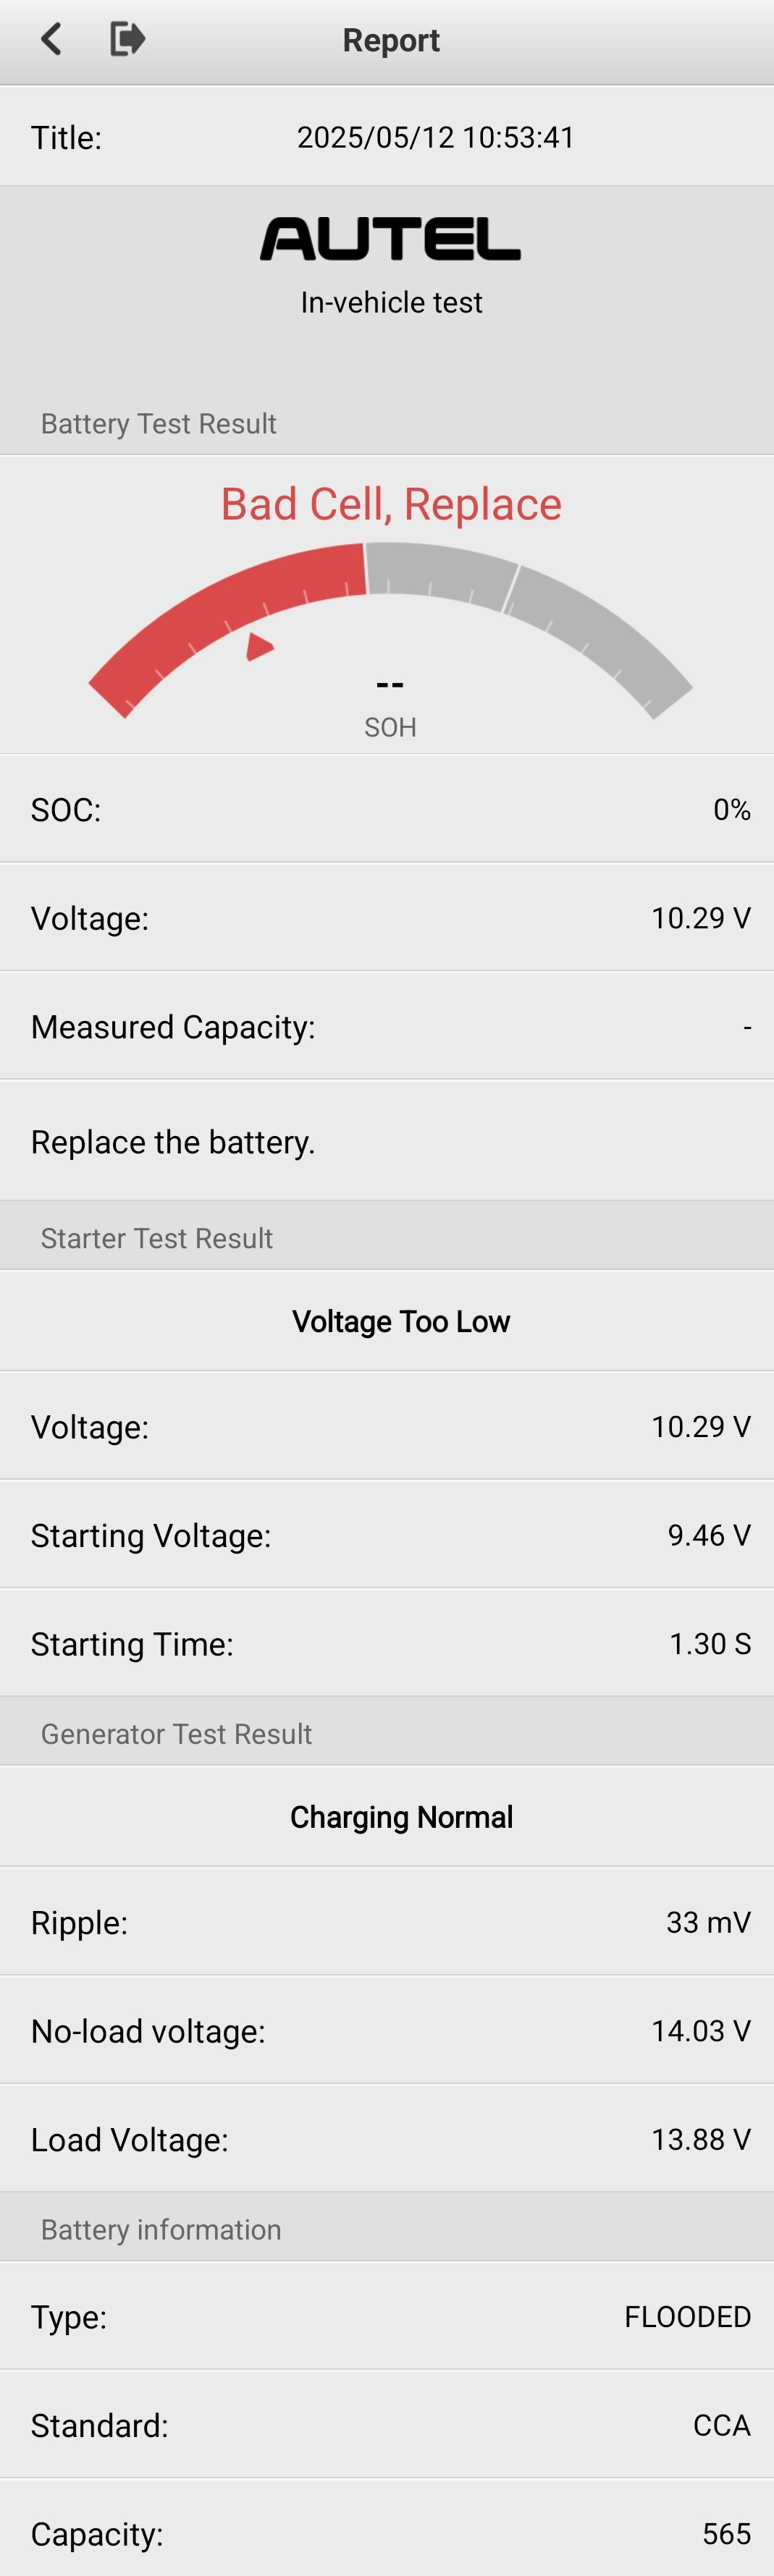 Report
Title: 2025/05/12 10:53:41
AUTEL
In-vehicle test
Battery Test Result
Bad Cell, Replace
--
SOH
SOC: 0%
Voltage: 10.29 V
Measured Capacity: -
Replace the battery.
Starter Test Result
Voltage Too Low
Voltage: 10.29 V
Starting Voltage: 9.46 V
Starting Time: 1.30 S
Generator Test Result
Charging Normal
Ripple: 33 mV
No-load voltage: 14.03 V
Load Voltage: 13.88 V
Battery information
Type: FLOODED
Standard: CCA
Capacity: 565